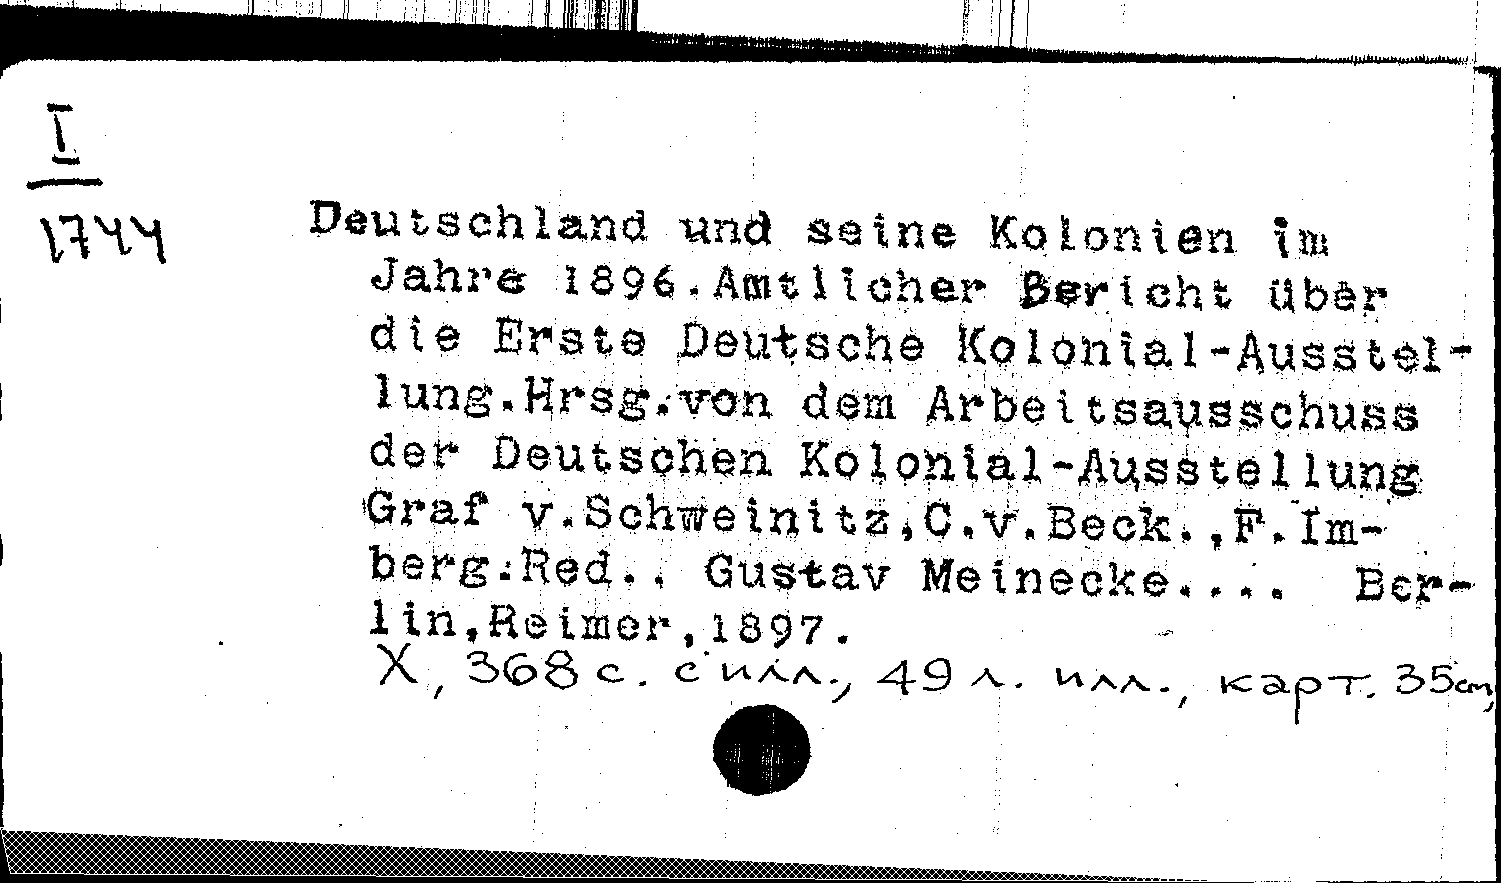 I
1744
Deutschland und seine Kolonien im
Jahre 1896.Amtlicher Bericht über
die Erste Deutsche Kolonial-Ausstel-
lung.Hrsg.von dem Arbeitsausschuss
der Deutschen Kolonial-Ausstellung
Graf v.Schweinitz,C.v.Beck.,F.Im-
berg.Red.. Gustav Meinecke.... Ber-
lin,Reimer,1897.
X, 368 с. с илл., 49 л. илл., карт. 35cm,